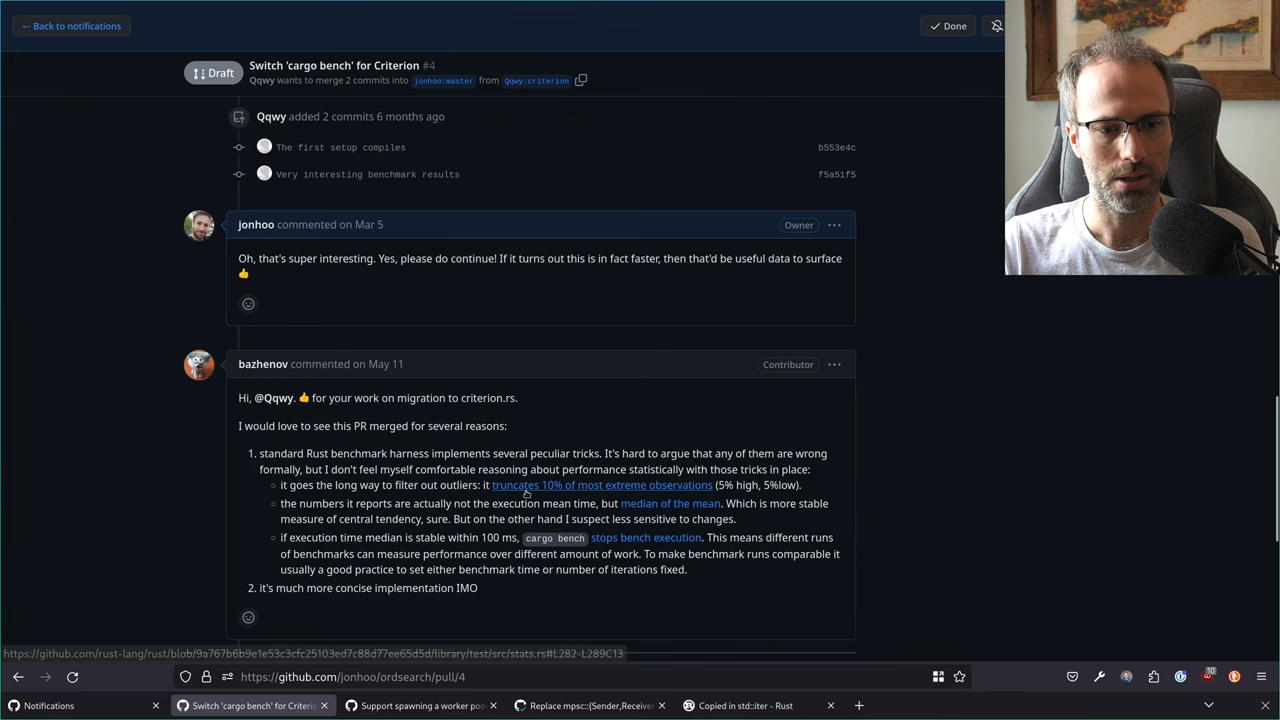 ← Back to notifications
Done
Draft
Switch 'cargo bench' for Criterion #4
Qqwy wants to merge 2 commits into jonhoo:master from Qqwy:criterion
Qqwy added 2 commits 6 months ago
The first setup compiles b553e4c
Very interesting benchmark results f5a51f5
jonhoo commented on Mar 5 Owner
Oh, that's super interesting. Yes, please do continue! If it turns out this is in fact faster, then that'd be useful data to surface
👍
bazhenov commented on May 11 Contributor
Hi, @Qqwy. 👍 for your work on migration to criterion.rs.
I would love to see this PR merged for several reasons:
1. standard Rust benchmark harness implements several peculiar tricks. It's hard to argue that any of them are wrong
formally, but I don't feel myself comfortable reasoning about performance statistically with those tricks in place:
it goes the long way to filter out outliers: it truncates 10% of most extreme observations (5% high, 5%low).
the numbers it reports are actually not the execution mean time, but median of the mean. Which is more stable
measure of central tendency, sure. But on the other hand I suspect less sensitive to changes.
if execution time median is stable within 100 ms, cargo bench stops bench execution. This means different runs
of benchmarks can measure performance over different amount of work. To make benchmark runs comparable it
usually a good practice to set either benchmark time or number of iterations fixed.
2. it's much more concise implementation IMO
https://github.com/rust-lang/rust/blob/9a767b6b9e1e53c3cfc25103ed7c88d77ee65d5d/library/test/src/stats.rs#L282-L289C13
https://github.com/jonhoo/ordsearch/pull/4
10
Notifications
Switch 'cargo bench' for Criterio
Support spawning a worker poo
Replace mpsc::{Sender,Receiver
Copied in std::iter - Rust